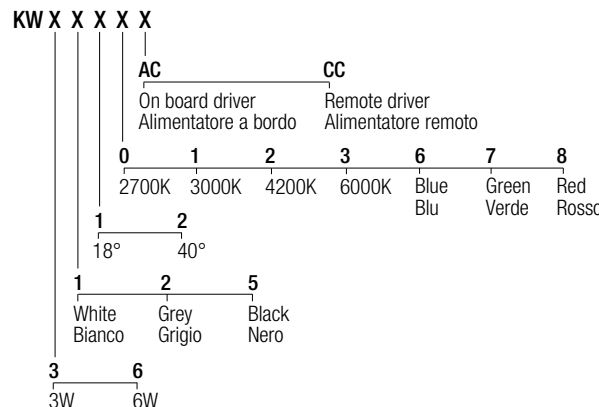 KW X X X X X
AC CC
On board driver Remote driver
Alimentatore a bordo Alimentatore remoto
0 1 2 3 6 7 8
2700K 3000K 4200K 6000K Blue Green Red
Blu Verde Rosso
1 2
18° 40°
1 2 5
White Grey Black
Bianco Grigio Nero
3 6
3W 6W